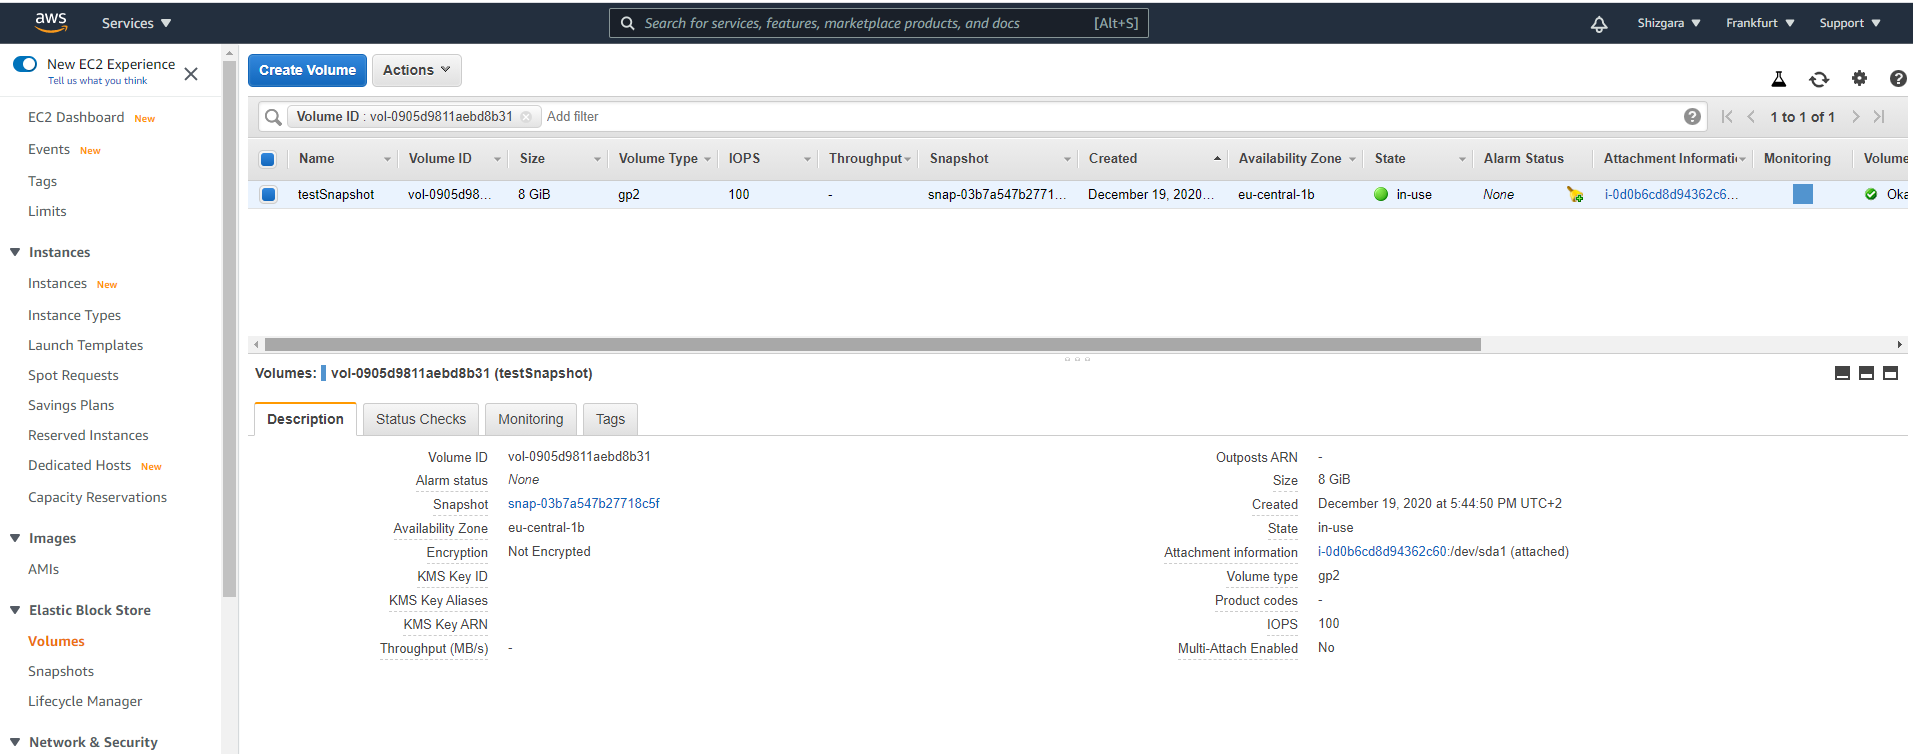 aws Services Search for services, features, marketplace products, and docs [Alt+S] Shizgara Frankfurt Support
New EC2 Experience
Tell us what you think
EC2 Dashboard New
Events New
Tags
Limits
Instances
Instances New
Instance Types
Launch Templates
Spot Requests
Savings Plans
Reserved Instances
Dedicated Hosts New
Capacity Reservations
Images
AMIs
Elastic Block Store
Volumes
Snapshots
Lifecycle Manager
Network & Security
Create Volume Actions
Volume ID : vol-0905d9811aebd8b31 Add filter 1 to 1 of 1
Name Volume ID Size Volume Type IOPS Throughput Snapshot Created Availability Zone State Alarm Status Attachment Informati Monitoring Volume
testSnapshot vol-0905d98... 8 GiB gp2 100 - snap-03b7a547b2771... December 19, 2020... eu-central-1b in-use None i-0d0b6cd8d94362c6... Oka
Volumes: vol-0905d9811aebd8b31 (testSnapshot)
Description Status Checks Monitoring Tags
Volume ID vol-0905d9811aebd8b31
Alarm status None
Snapshot snap-03b7a547b27718c5f
Availability Zone eu-central-1b
Encryption Not Encrypted
KMS Key ID
KMS Key Aliases
KMS Key ARN
Throughput (MB/s) -
Outposts ARN -
Size 8 GiB
Created December 19, 2020 at 5:44:50 PM UTC+2
State in-use
Attachment information i-0d0b6cd8d94362c60:/dev/sda1 (attached)
Volume type gp2
Product codes -
IOPS 100
Multi-Attach Enabled No